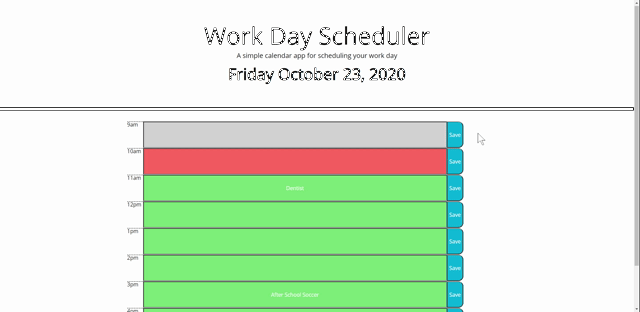 Work Day Scheduler
A simple calendar app for scheduling your work day
Friday October 23, 2020
9am Save
10am Save
11am Dentist Save
12pm Save
1pm Save
2pm Save
3pm After School Soccer Save
4pm